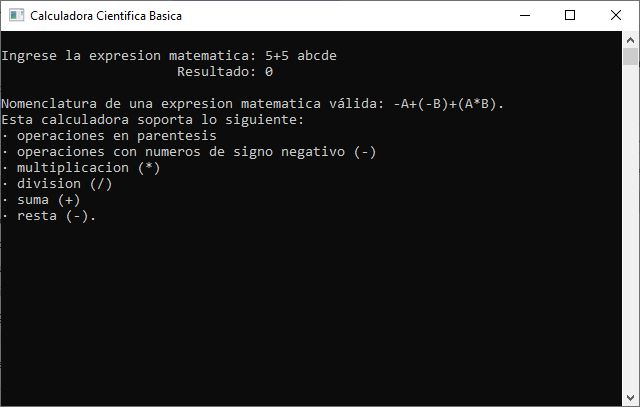 Calculadora Cientifica Basica
Ingrese la expresion matematica: 5+5 abcde
Resultado: 0
Nomenclatura de una expresion matematica válida: -A+(-B)+(A*B).
Esta calculadora soporta lo siguiente:
· operaciones en parentesis
· operaciones con numeros de signo negativo (-)
· multiplicacion (*)
· division (/)
· suma (+)
· resta (-).